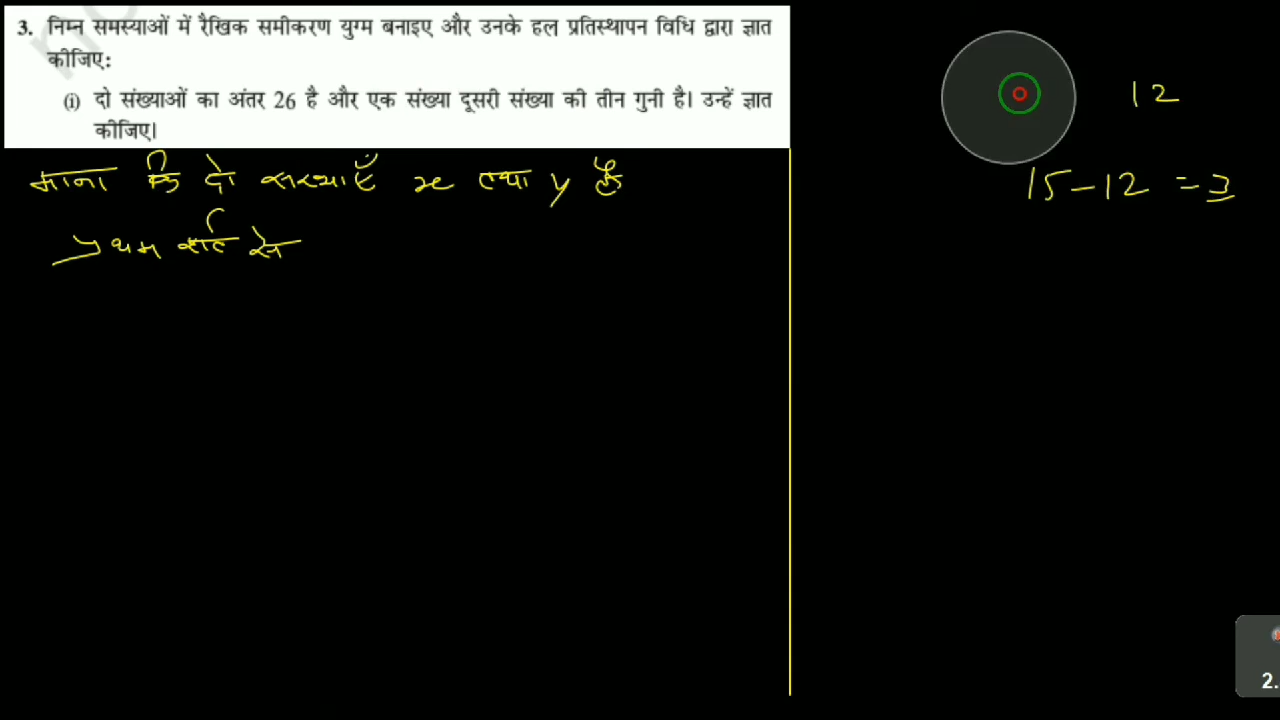 3. निम्न समस्याओं में रैखिक समीकरण युग्म बनाइए और उनके हल प्रतिस्थापन विधि द्वारा ज्ञात
कीजिए:
(i) दो संख्याओं का अंतर 26 है और एक संख्या दूसरी संख्या की तीन गुनी है। उन्हें ज्ञात
कीजिए।
माना कि दो संख्याएँ x तथा y है
प्रथम शर्त से
12
15-12 = 3
2.